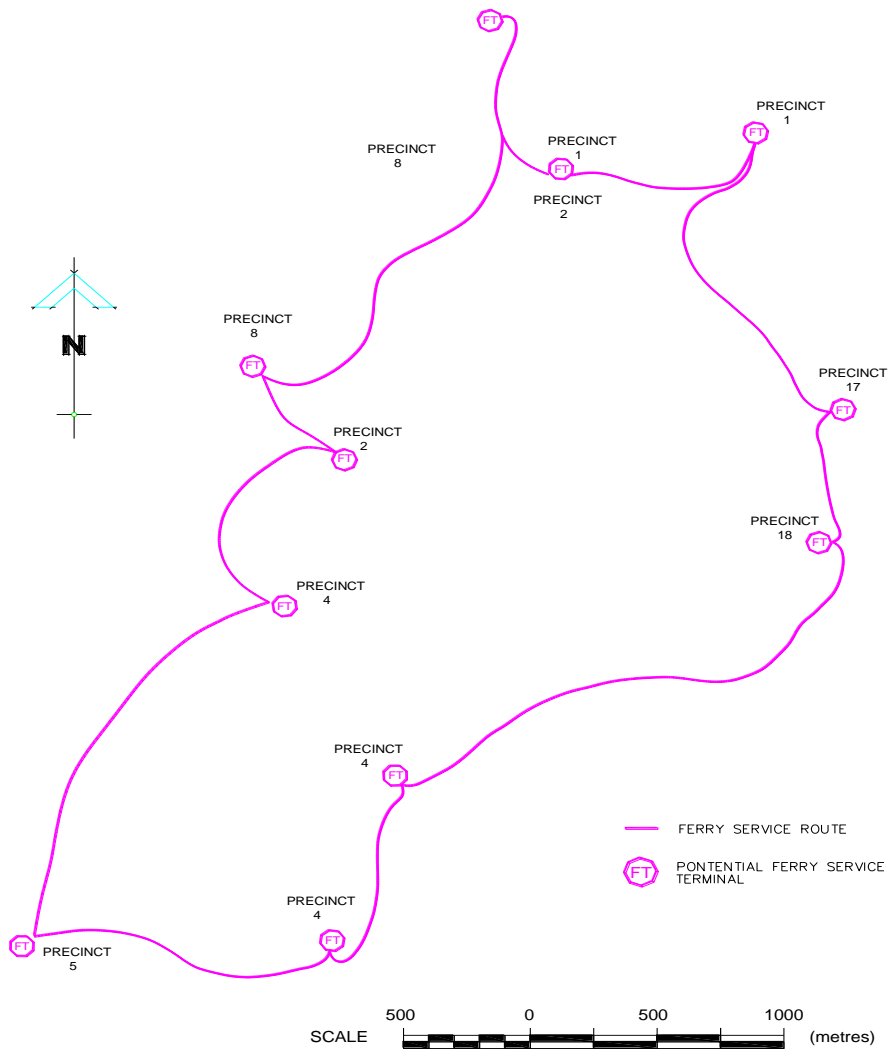 FT
PRECINCT
1
FT
PRECINCT
1
FT
PRECINCT
8
PRECINCT
2
PRECINCT
8
N
FT
PRECINCT
17
FT
PRECINCT
2
FT
PRECINCT
18
FT
PRECINCT
4
FT
PRECINCT
4
FT
FERRY SERVICE ROUTE
FT
PONTENTIAL FERRY SERVICE
TERMINAL
PRECINCT
4
FT
FT
PRECINCT
5
500 0 500 1000
SCALE (metres)